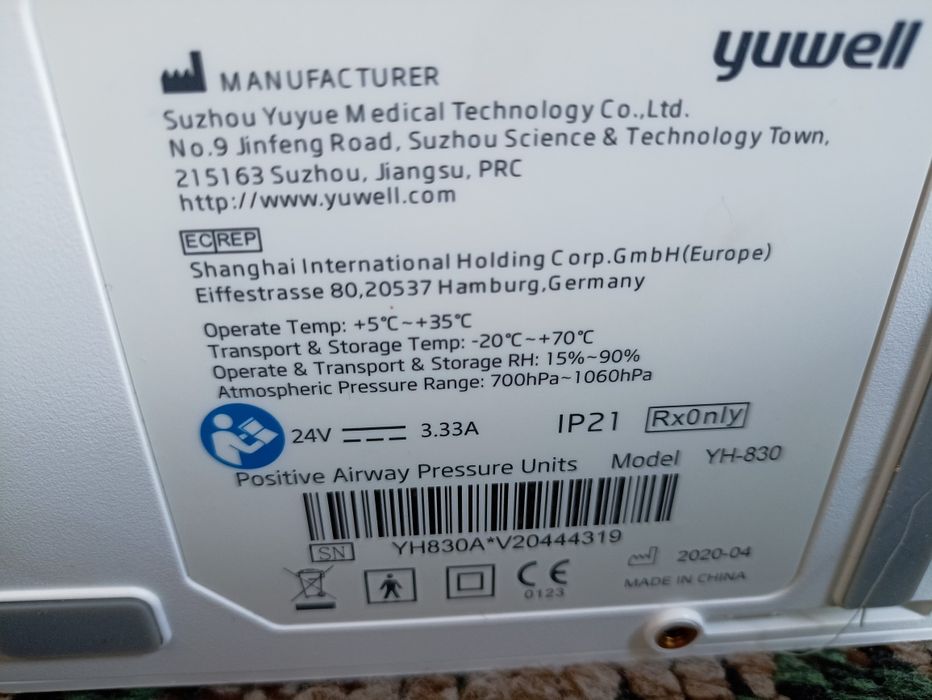 yuwell
MANUFACTURER
Suzhou Yuyue Medical Technology Co.,Ltd.
No.9 Jinfeng Road, Suzhou Science & Technology Town,
215163 Suzhou, Jiangsu, PRC
http://www.yuwell.com
EC REP
Shanghai International Holding Corp.GmbH(Europe)
Eiffestrasse 80,20537 Hamburg,Germany
Operate Temp: +5℃~+35℃
Transport & Storage Temp: -20℃~+70℃
Operate & Transport & Storage RH: 15%~90%
Atmospheric Pressure Range: 700hPa~1060hPa
24V 3.33A IP21 RxOnly
Positive Airway Pressure Units Model YH-830
SN YH830A*V20444319
CE 0123
2020-04
MADE IN CHINA